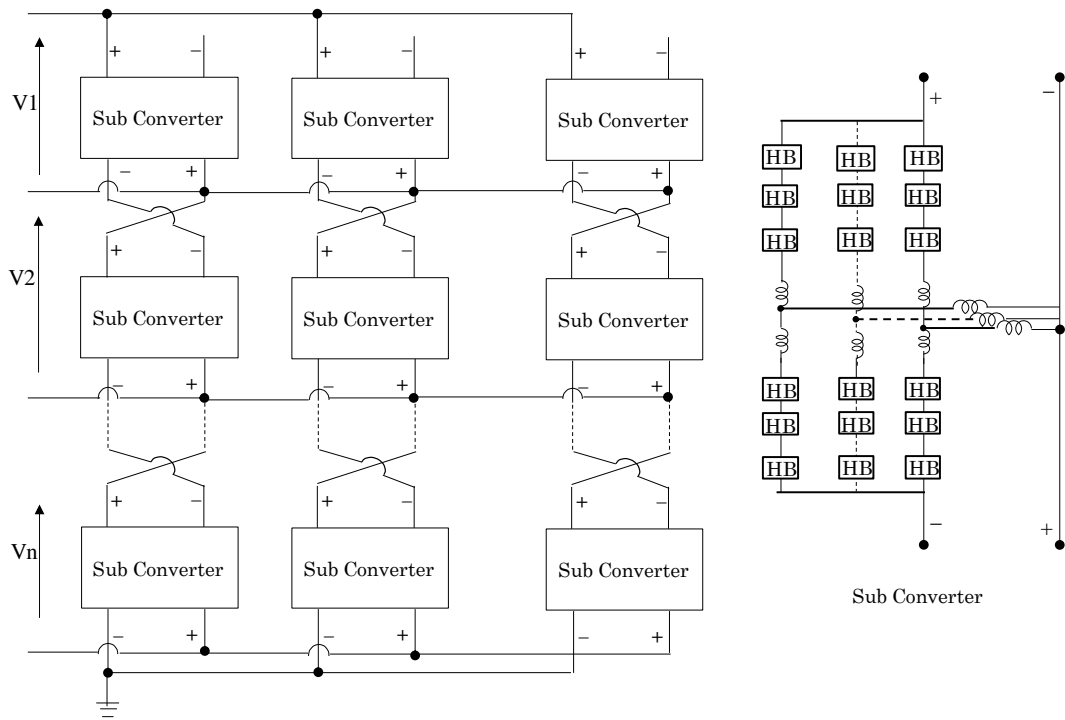 + − + − + −
V1
Sub Converter Sub Converter Sub Converter
− + − + − +
V2
+ − + − + −
Sub Converter Sub Converter Sub Converter
− + − + − +
+ − + − + −
Vn
Sub Converter Sub Converter Sub Converter
− + − + − +
+ −
HB HB HB
HB HB HB
HB HB HB
HB HB HB
HB HB HB
HB HB HB
− +
Sub Converter